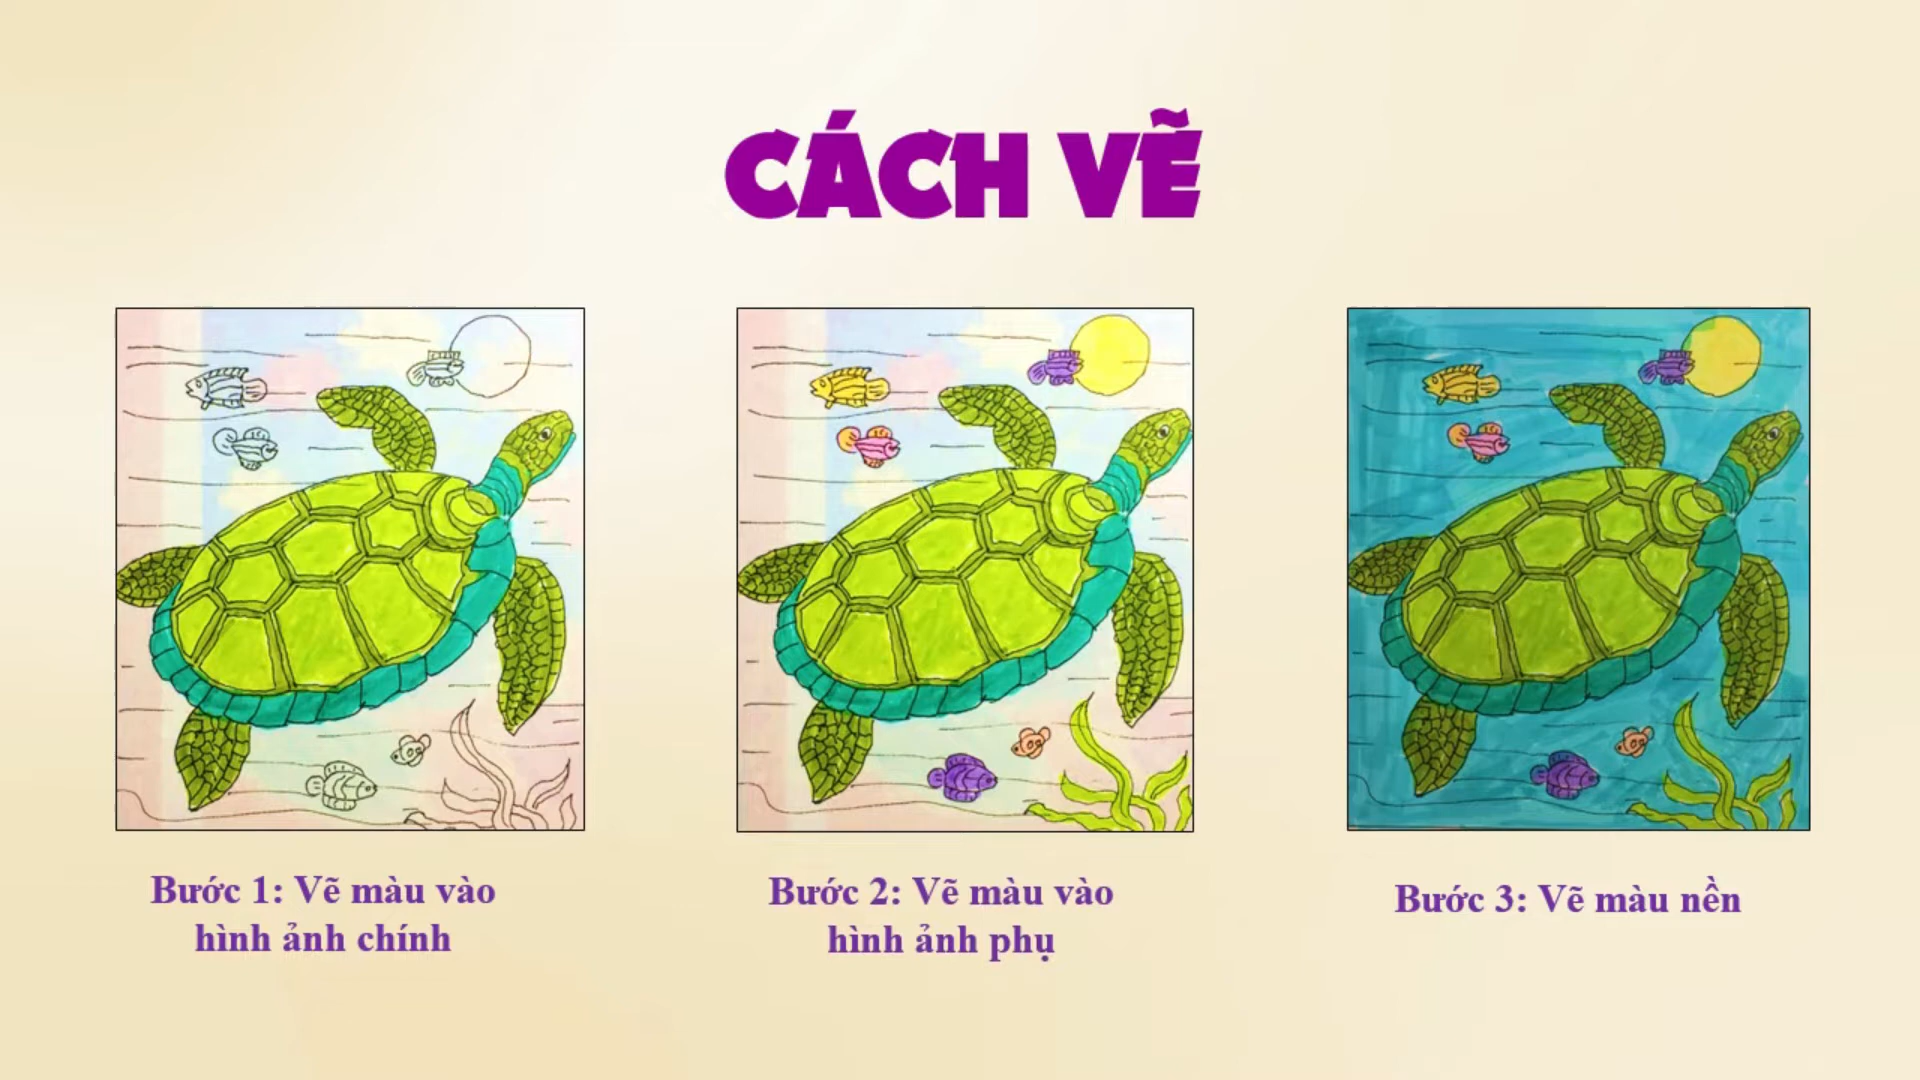 CÁCH VẼ
Bước 1: Vẽ màu vào
hình ảnh chính
Bước 2: Vẽ màu vào
hình ảnh phụ
Bước 3: Vẽ màu nền